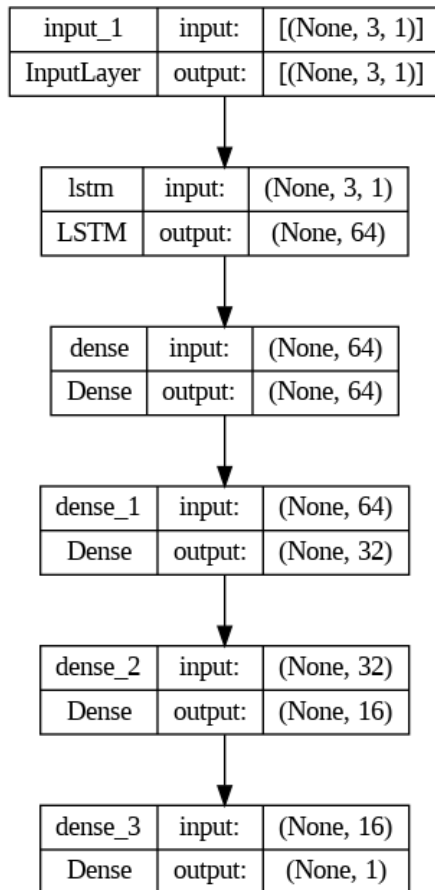 input_1 input: [(None, 3, 1)]
InputLayer output: [(None, 3, 1)]
lstm input: (None, 3, 1)
LSTM output: (None, 64)
dense input: (None, 64)
Dense output: (None, 64)
dense_1 input: (None, 64)
Dense output: (None, 32)
dense_2 input: (None, 32)
Dense output: (None, 16)
dense_3 input: (None, 16)
Dense output: (None, 1)